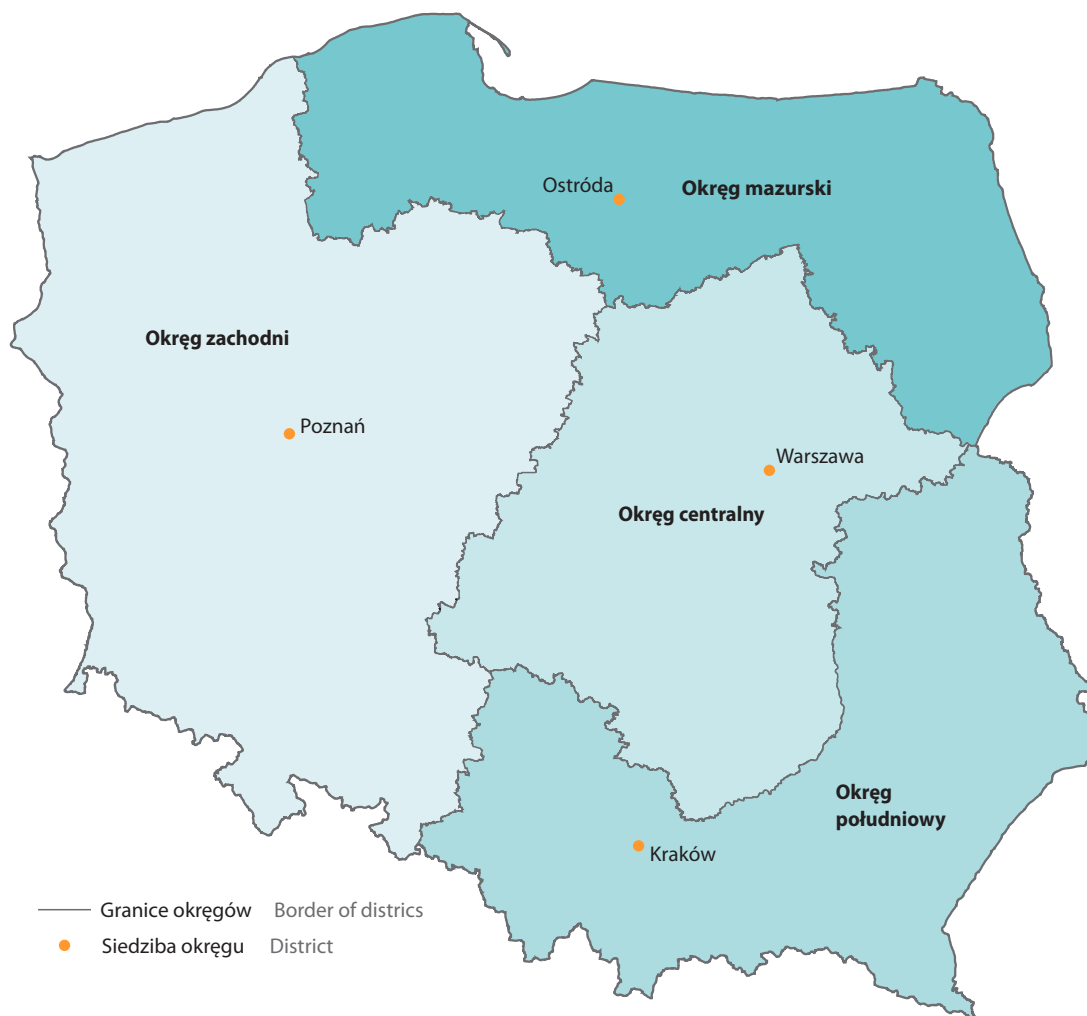 Ostróda
Okręg mazurski
Okręg zachodni
Poznań
Warszawa
Okręg centralny
Okręg
południowy
Kraków
Granice okręgów Border of districs
Siedziba okręgu District